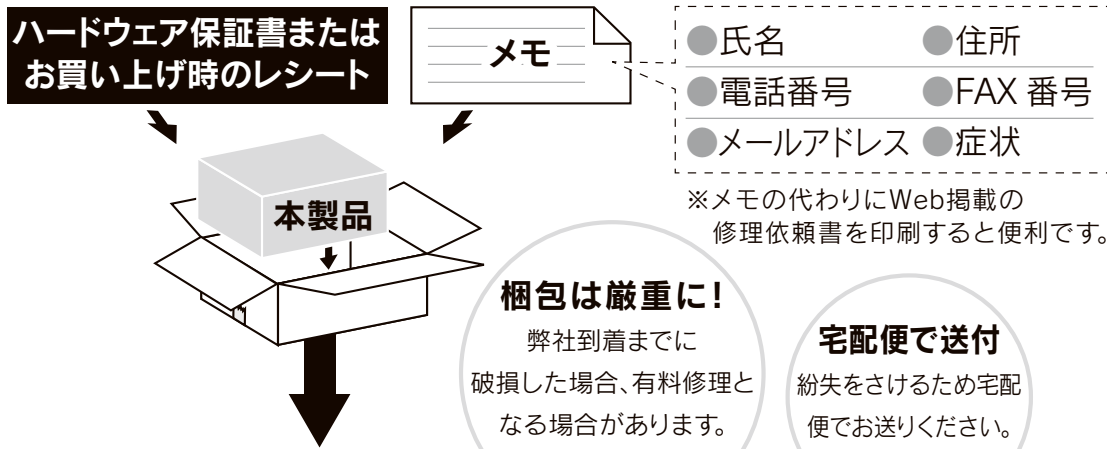 ハードウェア保証書または
お買い上げ時のレシート
メモ
●氏名 ●住所
●電話番号 ●FAX 番号
●メールアドレス ●症状
※メモの代わりにWeb掲載の
修理依頼書を印刷すると便利です。
本製品
梱包は厳重に!
弊社到着までに
破損した場合、有料修理と
なる場合があります。
宅配便で送付
紛失をさけるため宅配
便でお送りください。